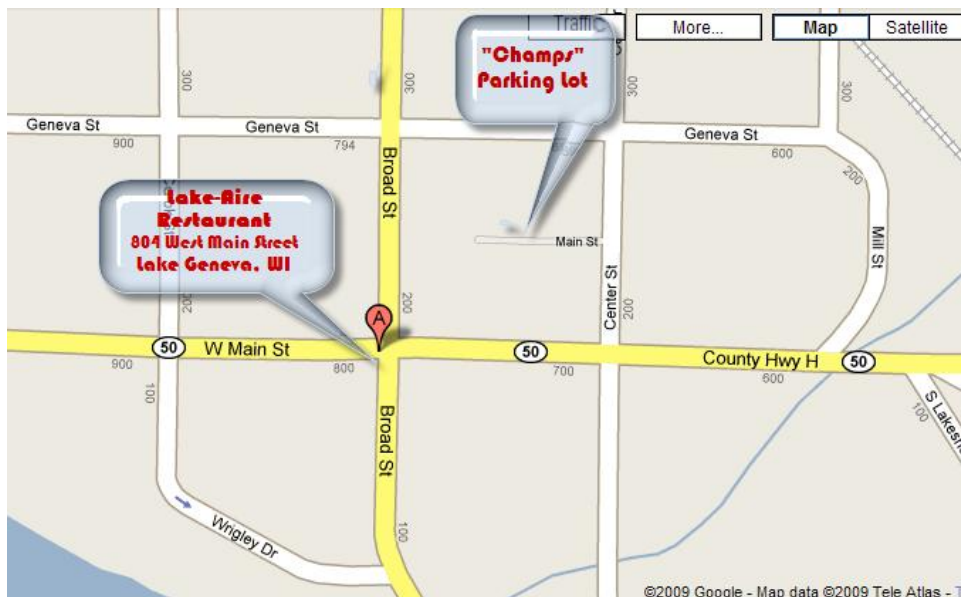 Traffic
More...
Map
Satellite
"Champs"
Parking Lot
300
300
300
300
Geneva St
Geneva St
Geneva St
900
794
600
200
Broad St
Lake-Aire
Restaurant
804 West Main Street
Lake Geneva, WI
Main St
Mill St
Center St
200
200
200
A
50
W Main St
50
County Hwy H
50
900
800
700
600
100
Broad St
100
S Lakesh
Wrigley Dr
100
©2009 Google - Map data ©2009 Tele Atlas -